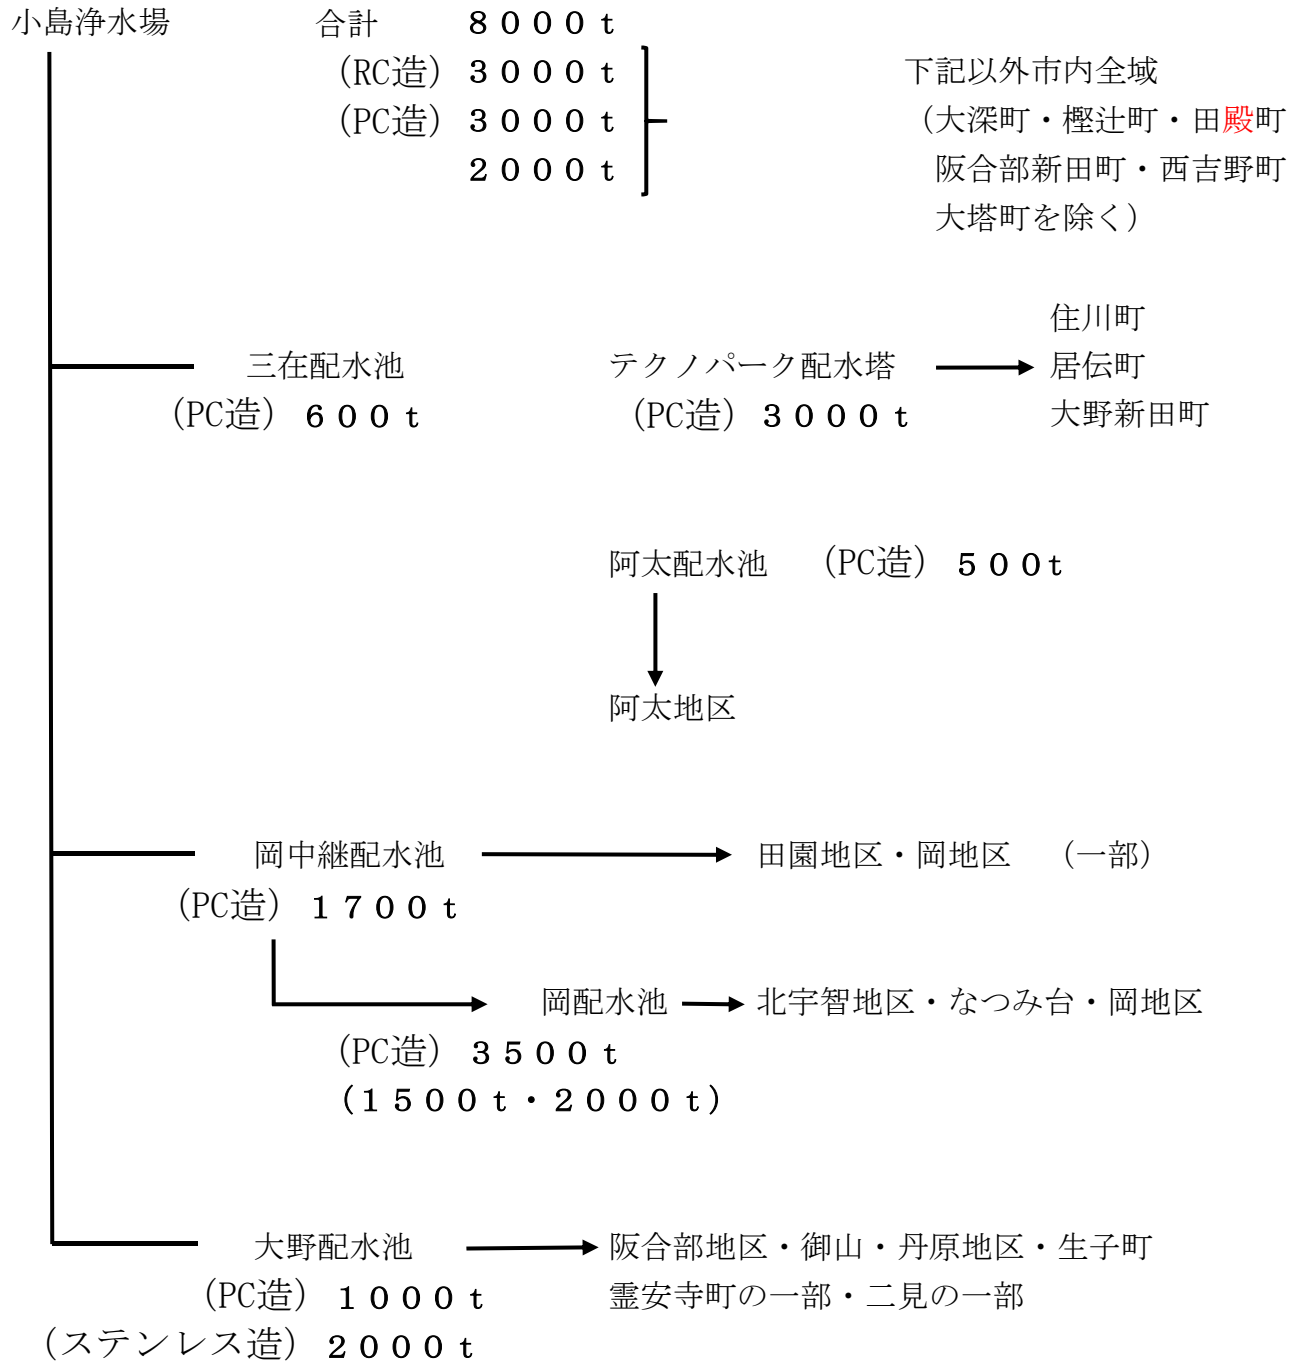 小島浄水場 合計 ８０００ｔ
（RC造）３０００ｔ 下記以外市内全域
（PC造）３０００ｔ （大深町・樫辻町・田殿町
２０００ｔ 阪合部新田町・西吉野町
大塔町を除く）
住川町
三在配水池 テクノパーク配水塔 居伝町
（PC造）６００ｔ （PC造）３０００ｔ 大野新田町
阿太配水池 （PC造）５００ｔ
阿太地区
岡中継配水池 田園地区・岡地区 （一部）
（PC造）１７００ｔ
岡配水池 北宇智地区・なつみ台・岡地区
（PC造）３５００ｔ
（１５００ｔ・２０００ｔ）
大野配水池 阪合部地区・御山・丹原地区・生子町
（PC造）１０００ｔ 霊安寺町の一部・二見の一部
（ステンレス造）２０００ｔ